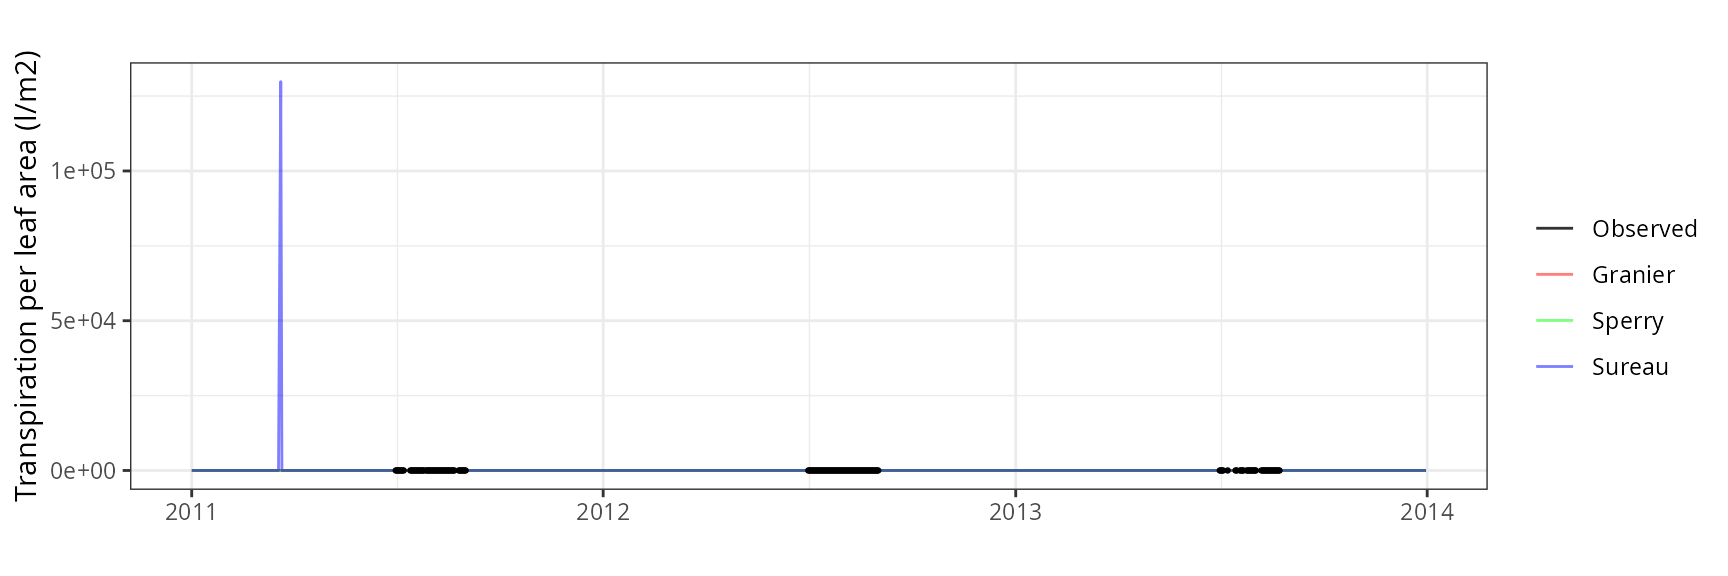 Transpiration per leaf area (l/m2)
1e+05
5e+04
0e+00
2011
2012
2013
2014
Observed
Granier
Sperry
Sureau